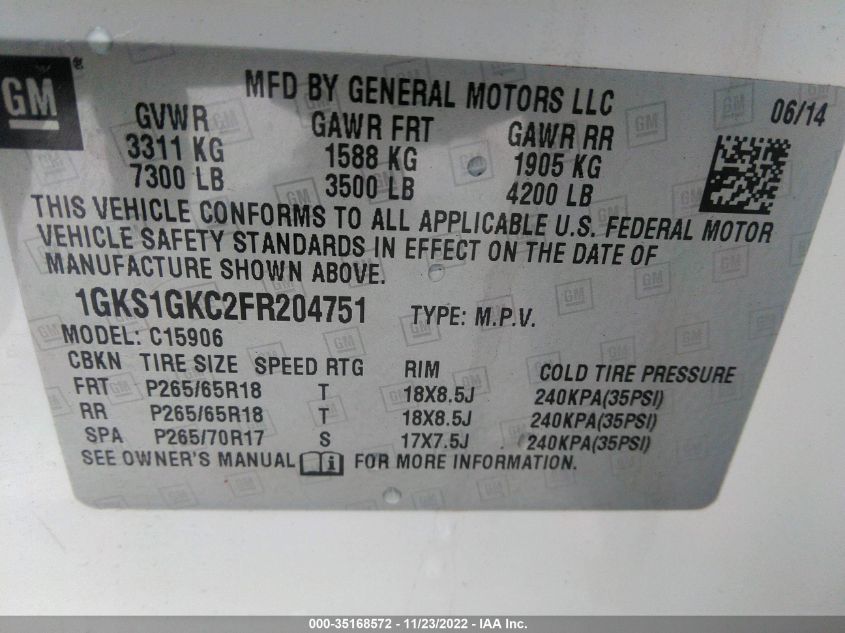 GM
MFD BY GENERAL MOTORS LLC
06/14
GVWR GAWR FRT GAWR RR
3311 KG 1588 KG 1905 KG
7300 LB 3500 LB 4200 LB
THIS VEHICLE CONFORMS TO ALL APPLICABLE U.S. FEDERAL MOTOR
VEHICLE SAFETY STANDARDS IN EFFECT ON THE DATE OF
MANUFACTURE SHOWN ABOVE.
1GKS1GKC2FR204751 TYPE: M.P.V.
MODEL: C15906
CBKN TIRE SIZE SPEED RTG RIM COLD TIRE PRESSURE
FRT P265/65R18 T 18X8.5J 240KPA(35PSI)
RR P265/65R18 T 18X8.5J 240KPA(35PSI)
SPA P265/70R17 S 17X7.5J 240KPA(35PSI)
SEE OWNER'S MANUAL FOR MORE INFORMATION.
000-35168572 - 11/23/2022 - IAA Inc.